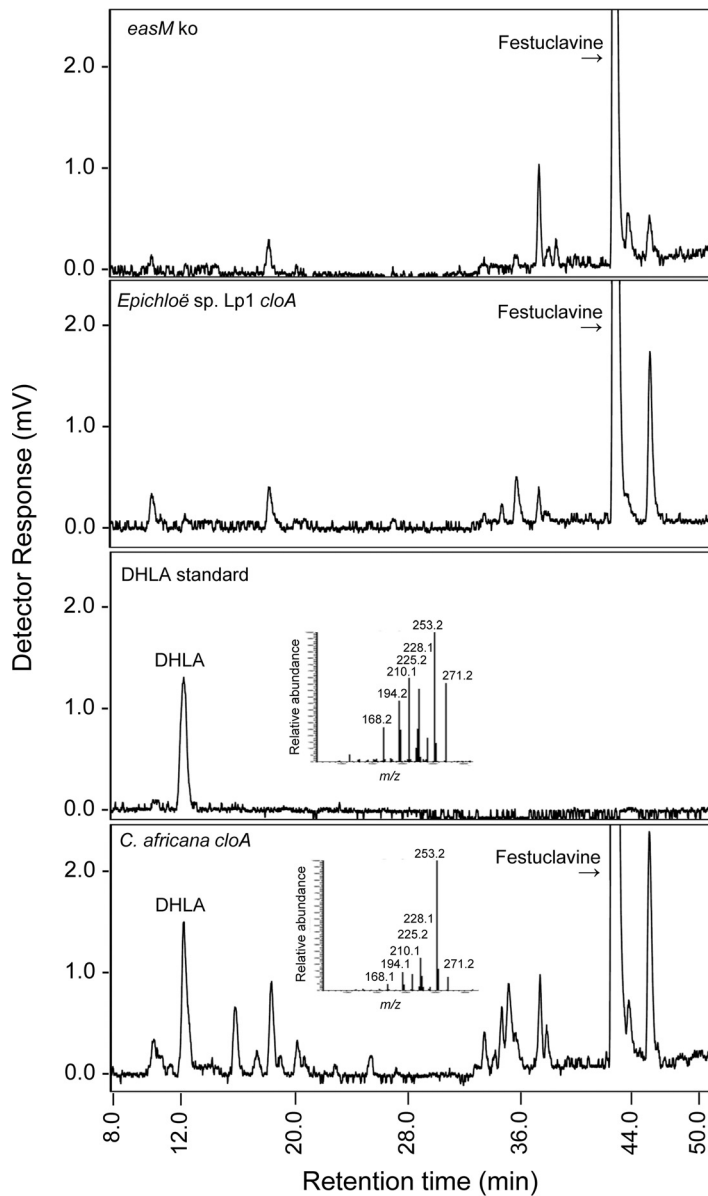 easM ko
Festuclavine
→
2.0
1.0
0.0
Epichloë sp. Lp1 cloA
Festuclavine
→
2.0
1.0
0.0
DHLA standard
2.0
DHLA
1.0
0.0
Relative abundance
253.2
228.1
225.2
210.1
271.2
194.2
168.2
m/z
C. africana cloA
Festuclavine
→
2.0
DHLA
1.0
0.0
Relative abundance
253.2
228.1
225.2
210.1
194.1
271.2
168.1
m/z
Detector Response (mV)
8.0
12.0
20.0
28.0
36.0
44.0
50.0
Retention time (min)